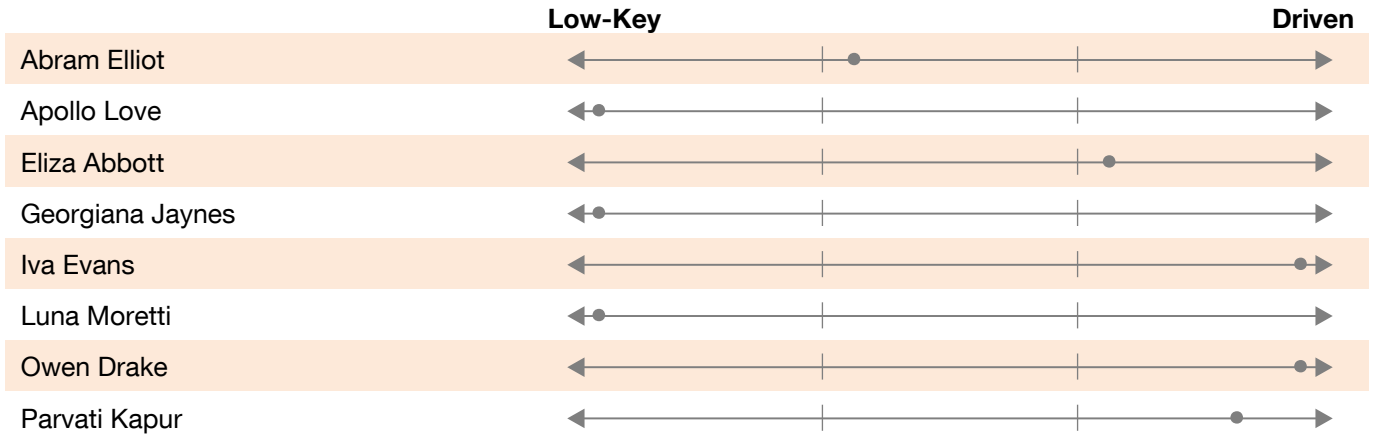 Low-Key Driven
Abram Elliot
Apollo Love
Eliza Abbott
Georgiana Jaynes
Iva Evans
Luna Moretti
Owen Drake
Parvati Kapur